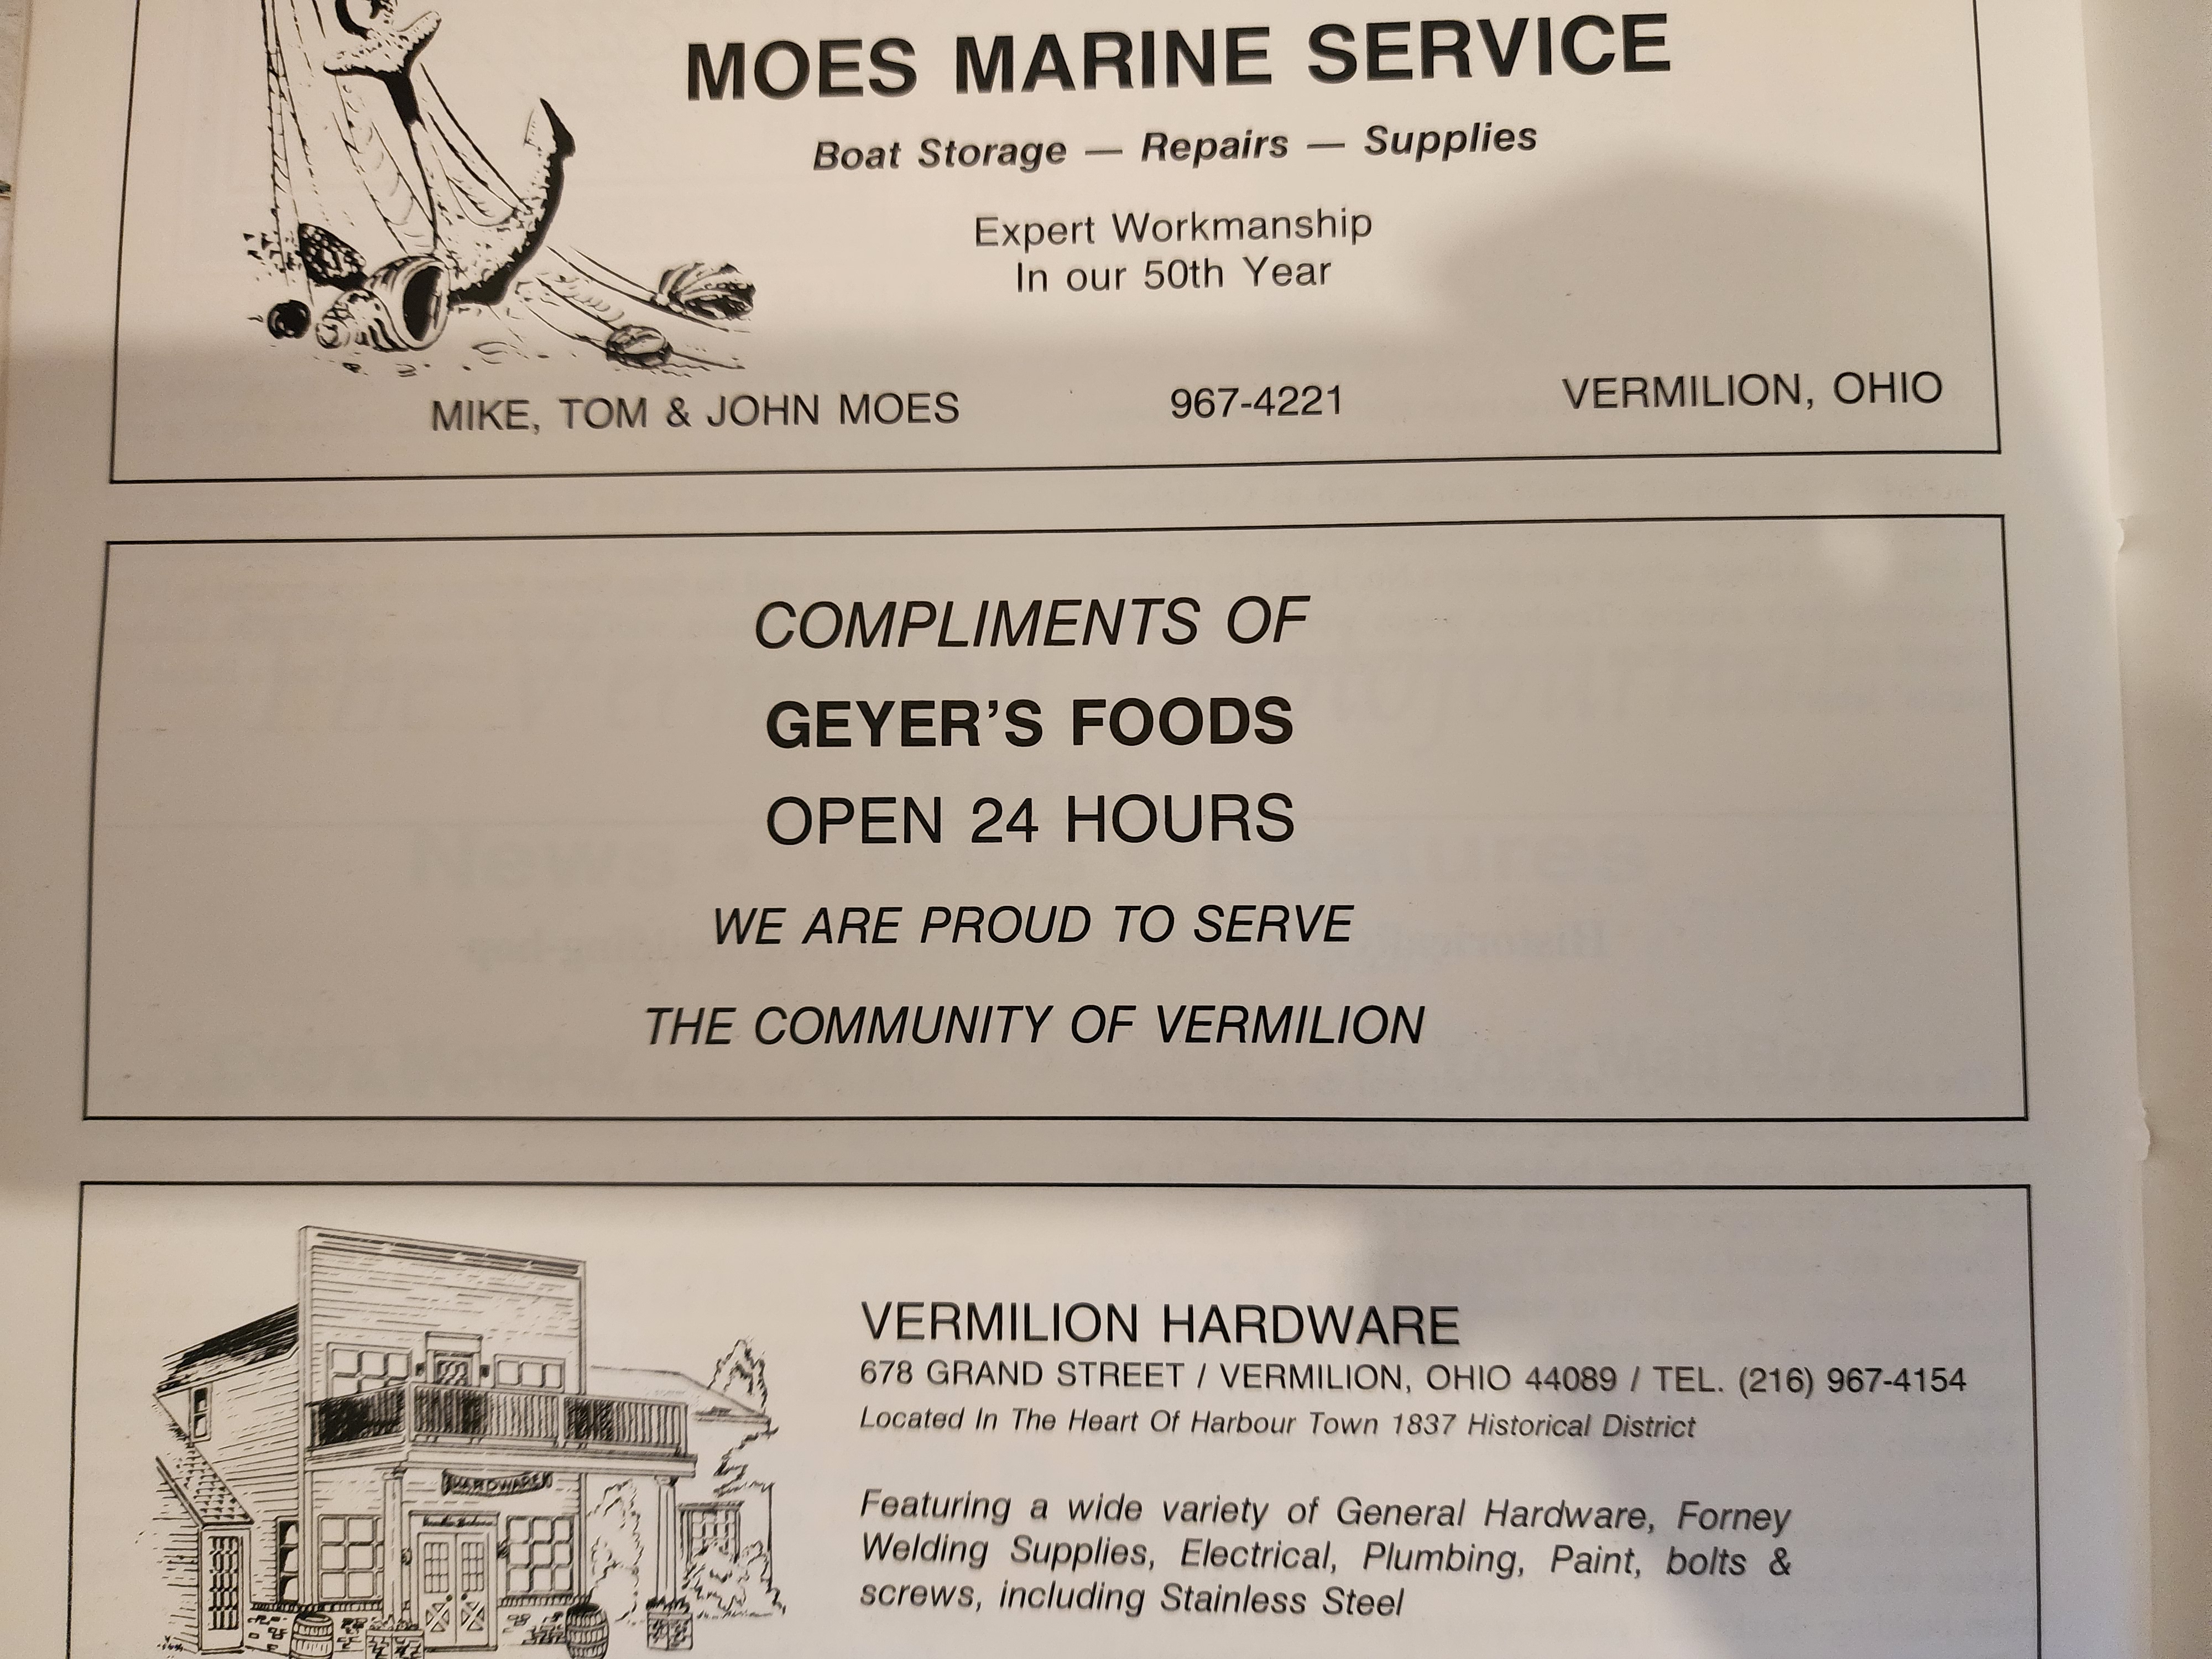 MOES MARINE SERVICE
Boat Storage — Repairs — Supplies
Expert Workmanship
In our 50th Year
MIKE, TOM & JOHN MOES 967-4221 VERMILION, OHIO
COMPLIMENTS OF
GEYER'S FOODS
OPEN 24 HOURS
WE ARE PROUD TO SERVE
THE COMMUNITY OF VERMILION
HARDWARE
VERMILION HARDWARE
678 GRAND STREET / VERMILION, OHIO 44089 / TEL. (216) 967-4154
Located In The Heart Of Harbour Town 1837 Historical District
Featuring a wide variety of General Hardware, Forney
Welding Supplies, Electrical, Plumbing, Paint, bolts &
screws, including Stainless Steel